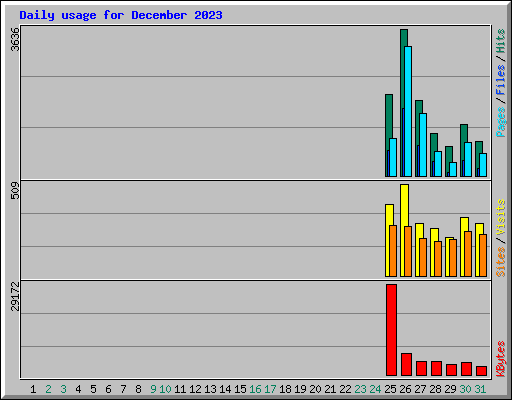 Daily usage for December 2023
3636
509
29172
Pages / Files / Hits
Sites / Visits
KBytes
1 2 3 4 5 6 7 8 9 10 11 12 13 14 15 16 17 18 19 20 21 22 23 24 25 26 27 28 29 30 31